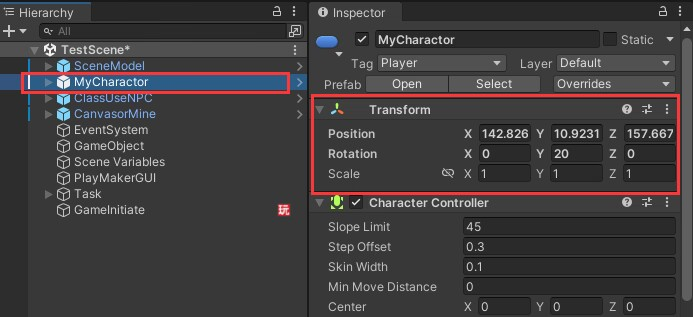 Hierarchy
All
TestScene*
SceneModel
MyCharactor
ClassUseNPC
CanvasorMine
EventSystem
GameObject
Scene Variables
PlayMakerGUI
Task
GameInitiate 玩
Inspector
MyCharactor Static
Tag Player Layer Default
Prefab Open Select Overrides
Transform
Position X 142.826 Y 10.9231 Z 157.667
Rotation X 0 Y 20 Z 0
Scale X 1 Y 1 Z 1
Character Controller
Slope Limit 45
Step Offset 0.3
Skin Width 0.1
Min Move Distance 0
Center X 0 Y 0 Z 0